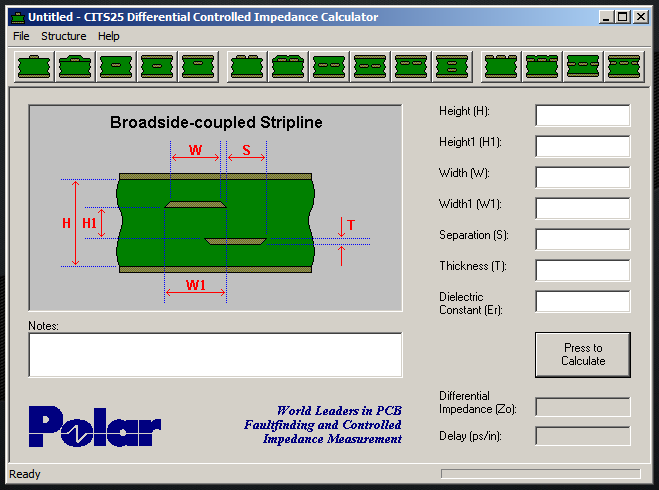 Untitled - CITS25 Differential Controlled Impedance Calculator
File Structure Help
Broadside-coupled Stripline
W S
H H1 T
W1
Height (H):
Height1 (H1):
Width (W):
Width1 (W1):
Separation (S):
Thickness (T):
Dielectric
Constant (Er):
Notes:
Press to
Calculate
Polar
World Leaders in PCB
Faultfinding and Controlled
Impedance Measurement
Differential
Impedance (Zo):
Delay (ps/in):
Ready